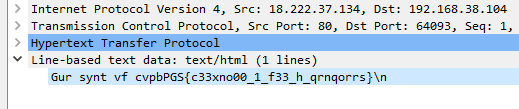 Internet Protocol Version 4, Src: 18.222.37.134, Dst: 192.168.38.104
Transmission Control Protocol, Src Port: 80, Dst Port: 64093, Seq: 1,
Hypertext Transfer Protocol
Line-based text data: text/html (1 lines)
Gur synt vf cvpbPGS{c33xno00_1_f33_h_qrnqorrs}\n